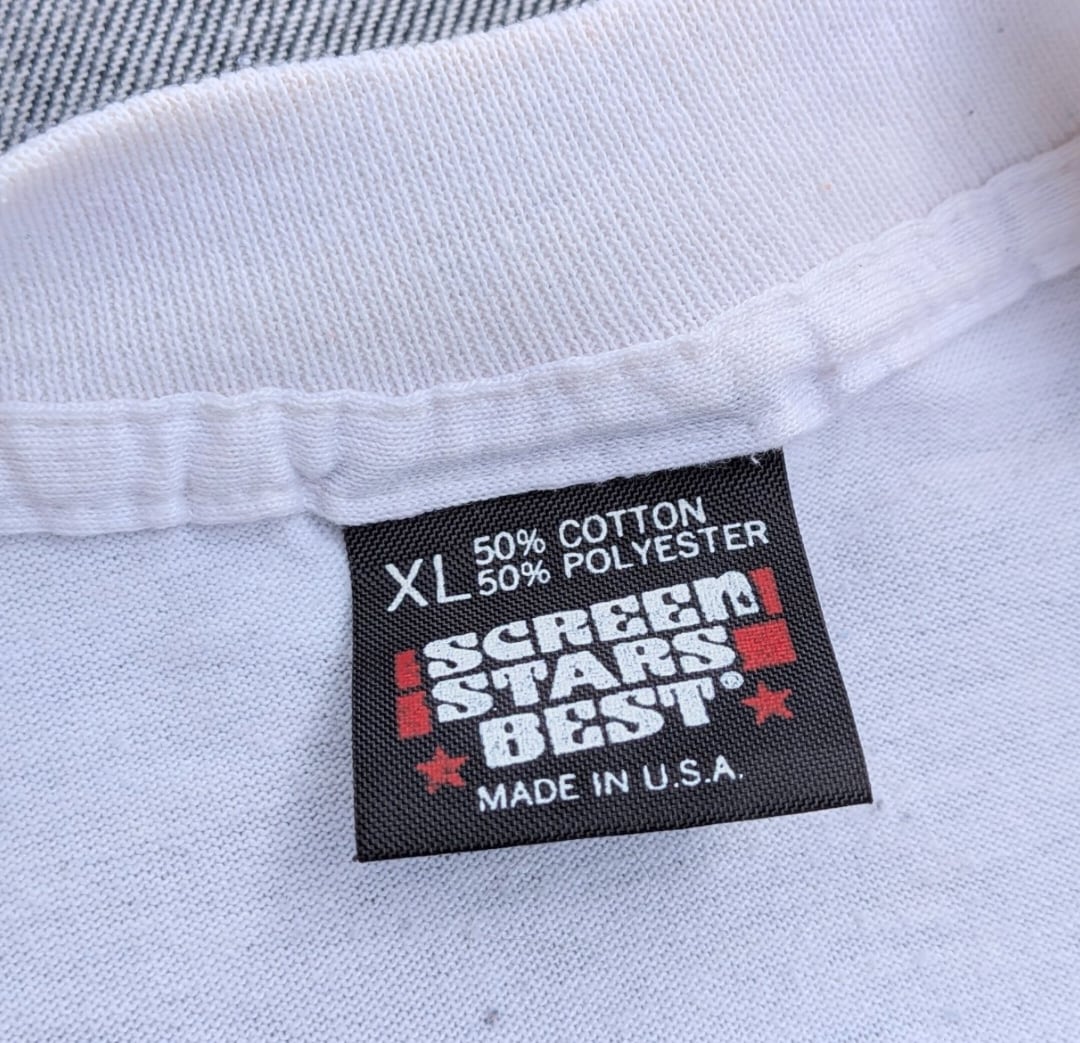 XL 50% COTTON
50% POLYESTER
SCREEN
STARS
BEST®
MADE IN U.S.A.